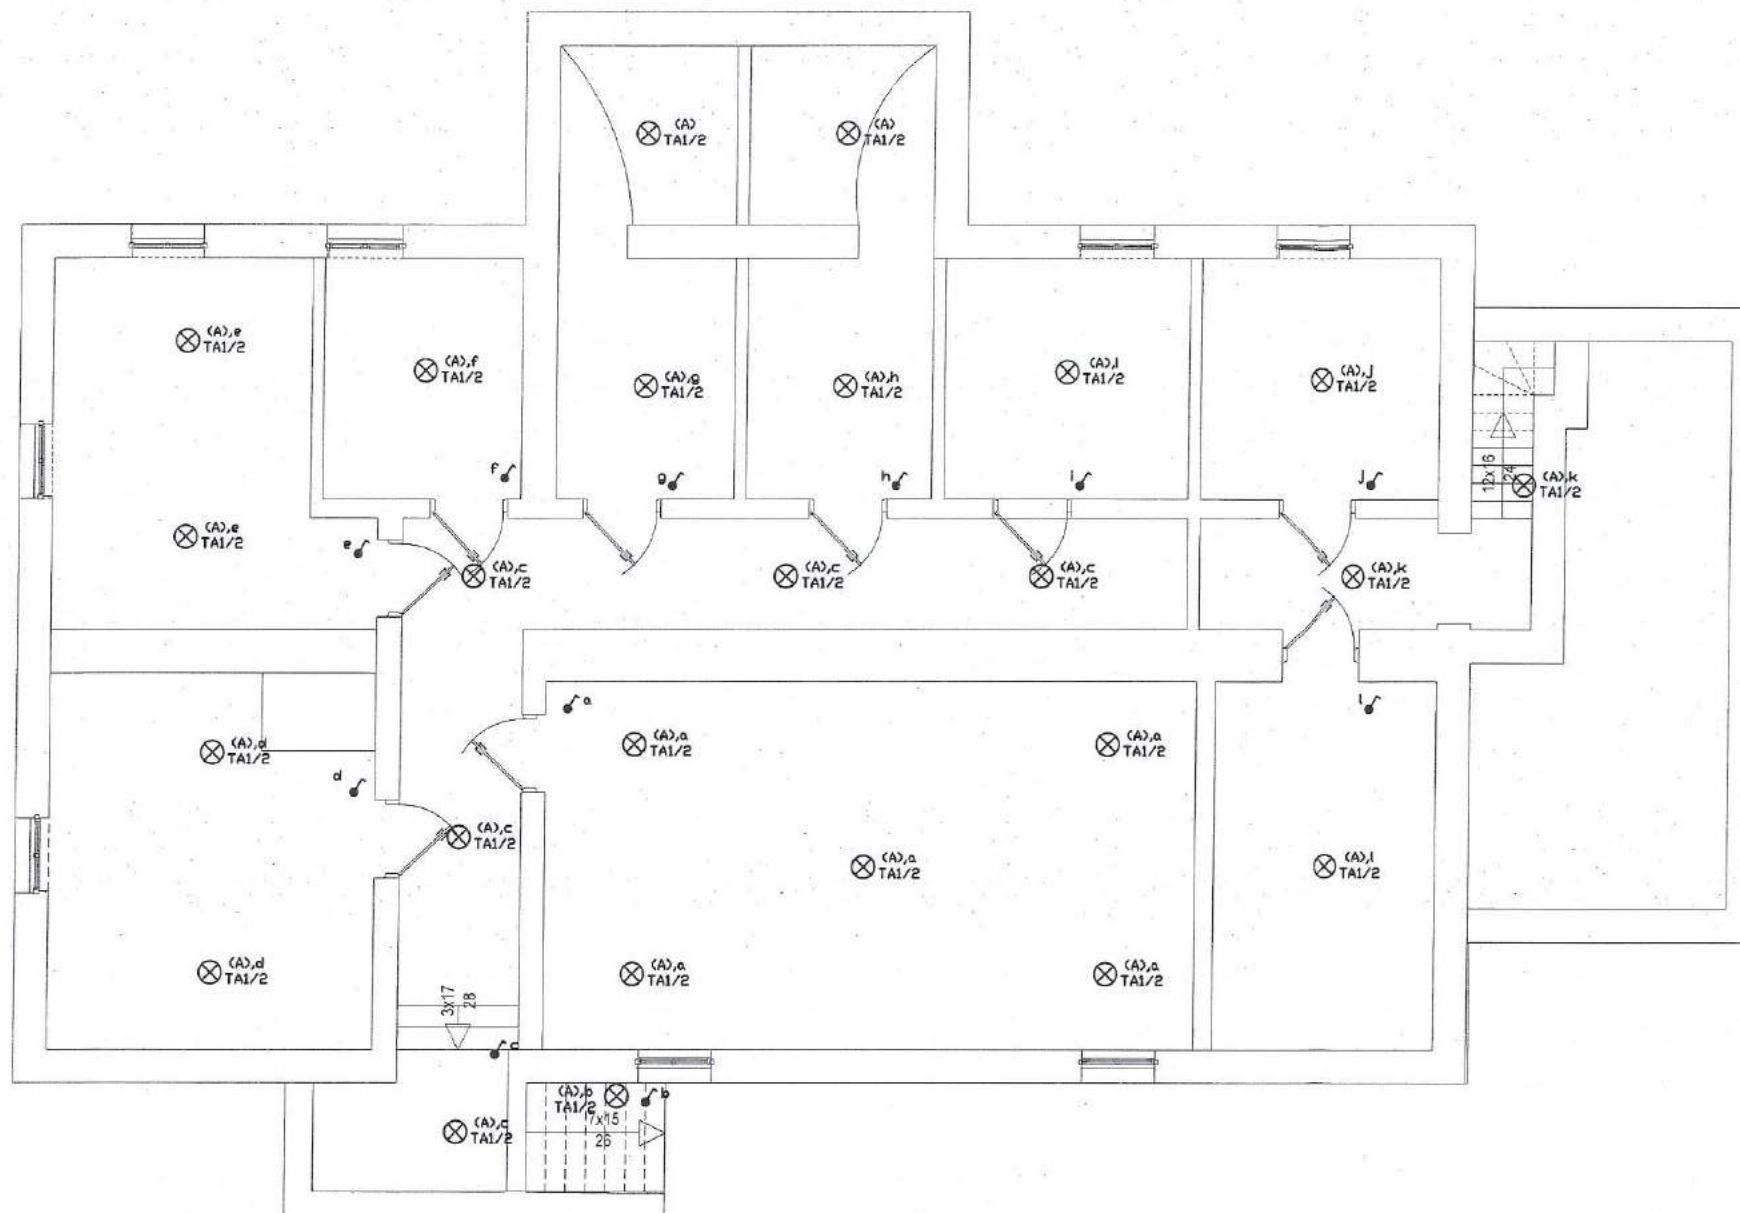 (A)
TA1/2
(A)
TA1/2
(A),e
TA1/2
(A),f
TA1/2
(A),g
TA1/2
(A),h
TA1/2
(A),i
TA1/2
(A),j
TA1/2
f
g
h
i
j
12x16
24
(A),k
TA1/2
(A),e
TA1/2
e
(A),c
TA1/2
(A),c
TA1/2
(A),c
TA1/2
(A),k
TA1/2
a
l
(A),d
TA1/2
(A),a
TA1/2
(A),a
TA1/2
d
(A),c
TA1/2
(A),a
TA1/2
(A),l
TA1/2
(A),d
TA1/2
(A),a
TA1/2
(A),a
TA1/2
3x17
28
c
(A),b
TA1/2
b
7x15
26
(A),c
TA1/2